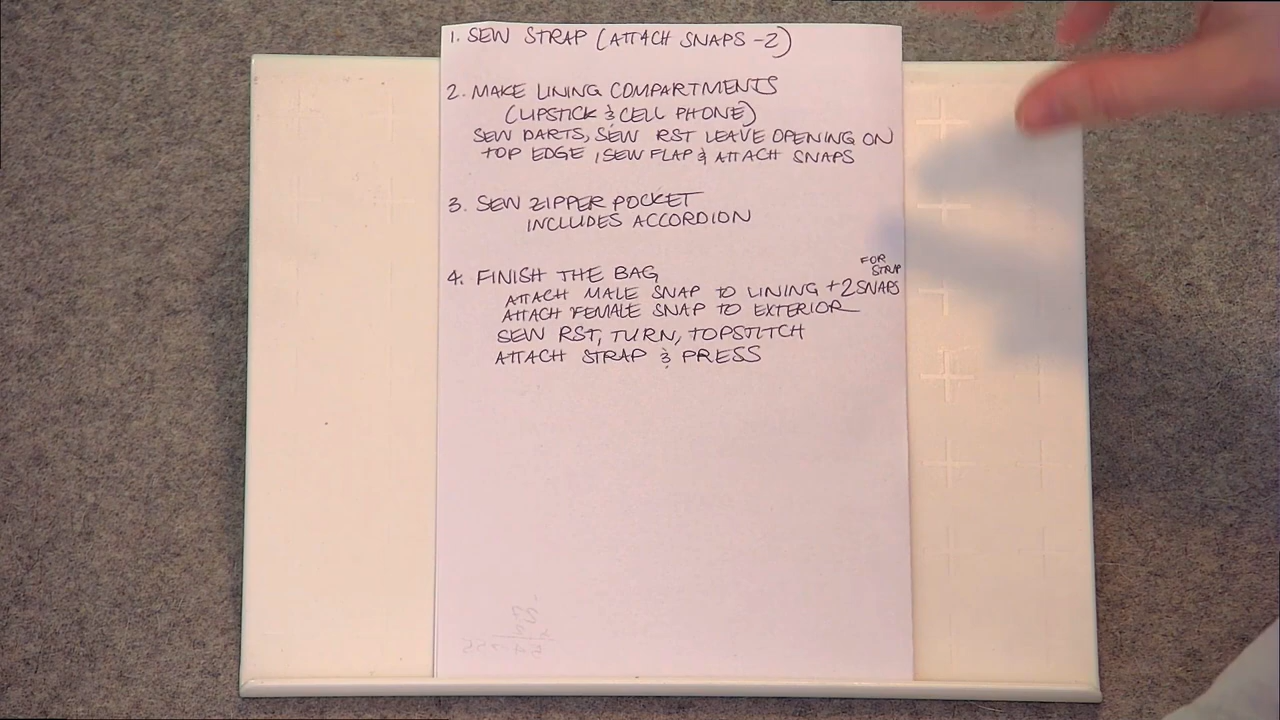 1. SEW STRAP (ATTACH SNAPS -2)
2. MAKE LINING COMPARTMENTS
(LIPSTICK & CELL PHONE)
SEW DARTS, SEW RST LEAVE OPENING ON
TOP EDGE, SEW FLAP & ATTACH SNAPS
3. SEW ZIPPER POCKET
INCLUDES ACCORDION
4. FINISH THE BAG
FOR
STRAP
ATTACH MALE SNAP TO LINING +2 SNAPS
ATTACH FEMALE SNAP TO EXTERIOR
SEW RST, TURN, TOPSTITCH
ATTACH STRAP & PRESS